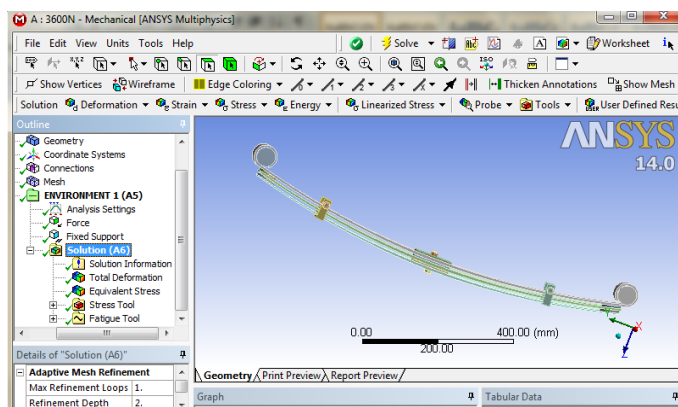 A : 3600N - Mechanical [ANSYS Multiphysics]
File Edit View Units Tools Help
Solve Worksheet
Show Vertices Wireframe Edge Coloring Thicken Annotations Show Mesh
Solution Deformation Strain Stress Energy Linearized Stress Probe Tools User Defined Resu
Outline
Geometry
Coordinate Systems
Connections
Mesh
ENVIRONMENT 1 (A5)
Analysis Settings
Force
Fixed Support
Solution (A6)
Solution Information
Total Deformation
Equivalent Stress
Stress Tool
Fatigue Tool
ANSYS
14.0
0.00 400.00 (mm)
200.00
X
Z
Details of "Solution (A6)"
Adaptive Mesh Refinement
Max Refinement Loops 1.
Refinement Depth 2.
Geometry Print Preview Report Preview
Graph
Tabular Data